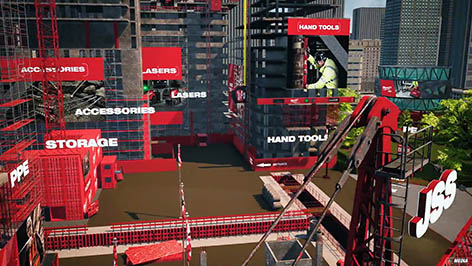 HAND TOOLS
ACCESSORIES
LASERS
LASERS
ACCESSORIES
HAND TOOLS
STORAGE
PPE
JSS